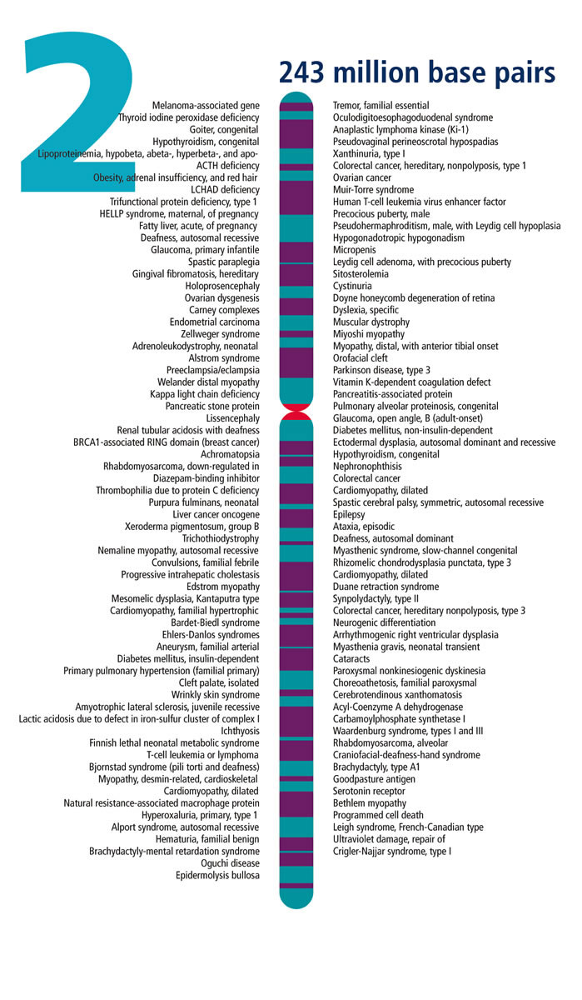 2
243 million base pairs
Melanoma-associated gene
Thyroid iodine peroxidase deficiency
Goiter, congenital
Hypothyroidism, congenital
Lipoproteinemia, hypobeta, abeta-, hyperbeta-, and apo-
ACTH deficiency
Obesity, adrenal insufficiency, and red hair
LCHAD deficiency
Trifunctional protein deficiency, type 1
HELLP syndrome, maternal, of pregnancy
Fatty liver, acute, of pregnancy
Deafness, autosomal recessive
Glaucoma, primary infantile
Spastic paraplegia
Gingival fibromatosis, hereditary
Holoprosencephaly
Ovarian dysgenesis
Carney complexes
Endometrial carcinoma
Zellweger syndrome
Adrenoleukodystrophy, neonatal
Alstrom syndrome
Preeclampsia/eclampsia
Welander distal myopathy
Kappa light chain deficiency
Pancreatic stone protein
Lissencephaly
Renal tubular acidosis with deafness
BRCA1-associated RING domain (breast cancer)
Achromatopsia
Rhabdomyosarcoma, down-regulated in
Diazepam-binding inhibitor
Thrombophilia due to protein C deficiency
Purpura fulminans, neonatal
Liver cancer oncogene
Xeroderma pigmentosum, group B
Trichothiodystrophy
Nemaline myopathy, autosomal recessive
Convulsions, familial febrile
Progressive intrahepatic cholestasis
Edstrom myopathy
Mesomelic dysplasia, Kantaputra type
Cardiomyopathy, familial hypertrophic
Bardet-Biedl syndrome
Ehlers-Danlos syndromes
Aneurysm, familial arterial
Diabetes mellitus, insulin-dependent
Primary pulmonary hypertension (familial primary)
Cleft palate, isolated
Wrinkly skin syndrome
Amyotrophic lateral sclerosis, juvenile recessive
Lactic acidosis due to defect in iron-sulfur cluster of complex I
Ichthyosis
Finnish lethal neonatal metabolic syndrome
T-cell leukemia or lymphoma
Bjornstad syndrome (pili torti and deafness)
Myopathy, desmin-related, cardioskeletal
Cardiomyopathy, dilated
Natural resistance-associated macrophage protein
Hyperoxaluria, primary, type 1
Alport syndrome, autosomal recessive
Hematuria, familial benign
Brachydactyly-mental retardation syndrome
Oguchi disease
Epidermolysis bullosa
Tremor, familial essential
Oculodigitoesophagoduodenal syndrome
Anaplastic lymphoma kinase (Ki-1)
Pseudovaginal perineoscrotal hypospadias
Xanthinuria, type I
Colorectal cancer, hereditary, nonpolyposis, type 1
Ovarian cancer
Muir-Torre syndrome
Human T-cell leukemia virus enhancer factor
Precocious puberty, male
Pseudohermaphroditism, male, with Leydig cell hypoplasia
Hypogonadotropic hypogonadism
Micropenis
Leydig cell adenoma, with precocious puberty
Sitosterolemia
Cystinuria
Doyne honeycomb degeneration of retina
Dyslexia, specific
Muscular dystrophy
Miyoshi myopathy
Myopathy, distal, with anterior tibial onset
Orofacial cleft
Parkinson disease, type 3
Vitamin K-dependent coagulation defect
Pancreatitis-associated protein
Pulmonary alveolar proteinosis, congenital
Glaucoma, open angle, B (adult-onset)
Diabetes mellitus, non-insulin-dependent
Ectodermal dysplasia, autosomal dominant and recessive
Hypothyroidism, congenital
Nephronophthisis
Colorectal cancer
Cardiomyopathy, dilated
Spastic cerebral palsy, symmetric, autosomal recessive
Epilepsy
Ataxia, episodic
Deafness, autosomal dominant
Myasthenic syndrome, slow-channel congenital
Rhizomelic chondrodysplasia punctata, type 3
Cardiomyopathy, dilated
Duane retraction syndrome
Synpolydactyly, type II
Colorectal cancer, hereditary nonpolyposis, type 3
Neurogenic differentiation
Arrhythmogenic right ventricular dysplasia
Myasthenia gravis, neonatal transient
Cataracts
Paroxysmal nonkinesiogenic dyskinesia
Choreoathetosis, familial paroxysmal
Cerebrotendinous xanthomatosis
Acyl-Coenzyme A dehydrogenase
Carbamoylphosphate synthetase I
Waardenburg syndrome, types I and III
Rhabdomyosarcoma, alveolar
Craniofacial-deafness-hand syndrome
Brachydactyly, type A1
Goodpasture antigen
Serotonin receptor
Bethlem myopathy
Programmed cell death
Leigh syndrome, French-Canadian type
Ultraviolet damage, repair of
Crigler-Najjar syndrome, type I